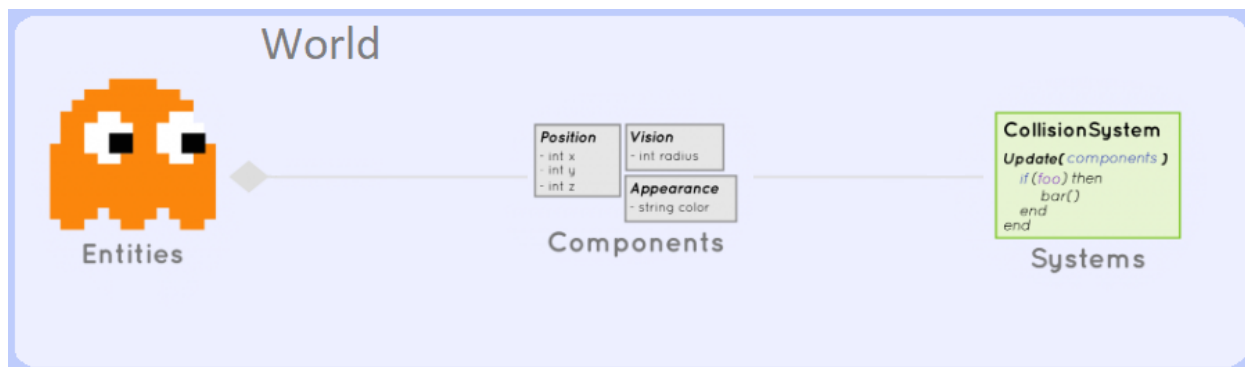 World
Entities
Position
- int x
- int y
- int z
Vision
- int radius
Appearance
- string color
Components
CollisionSystem
Update( components )
if (foo) then
bar()
end
end
Systems